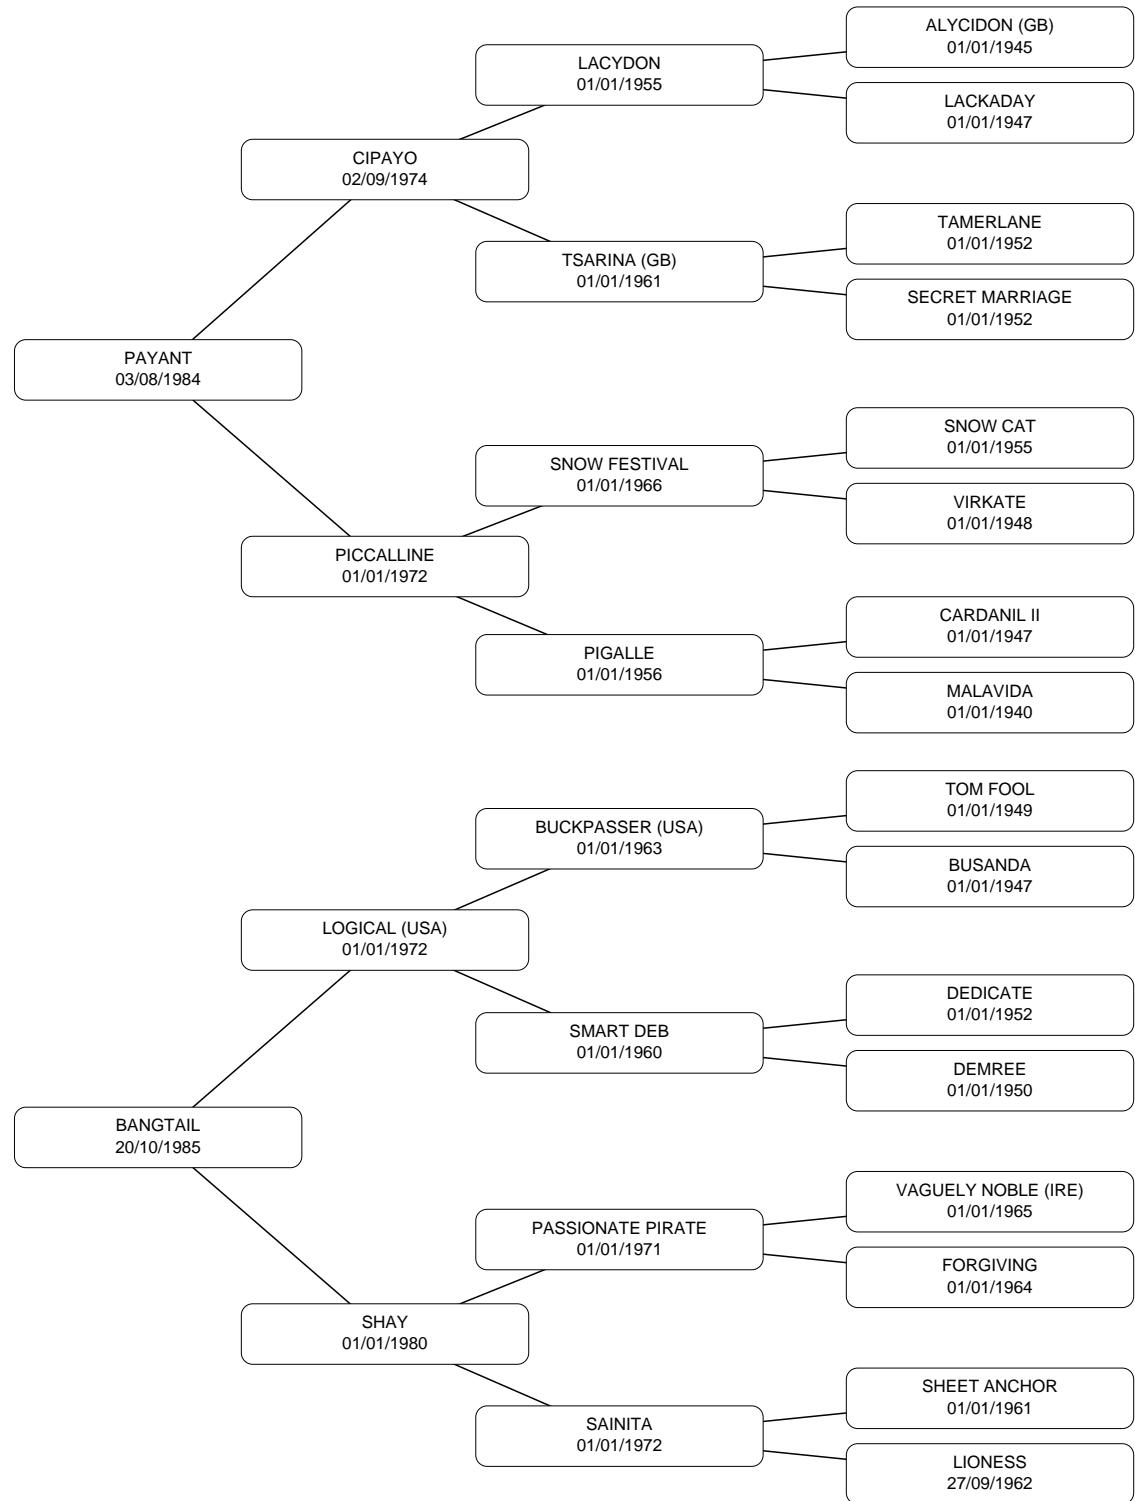 ALYCIDON (GB)
01/01/1945
LACYDON
01/01/1955
LACKADAY
01/01/1947
CIPAYO
02/09/1974
TAMERLANE
01/01/1952
TSARINA (GB)
01/01/1961
SECRET MARRIAGE
01/01/1952
PAYANT
03/08/1984
SNOW CAT
01/01/1955
SNOW FESTIVAL
01/01/1966
VIRKATE
01/01/1948
PICCALLINE
01/01/1972
CARDANIL II
01/01/1947
PIGALLE
01/01/1956
MALAVIDA
01/01/1940
TOM FOOL
01/01/1949
BUCKPASSER (USA)
01/01/1963
BUSANDA
01/01/1947
LOGICAL (USA)
01/01/1972
DEDICATE
01/01/1952
SMART DEB
01/01/1960
DEMREE
01/01/1950
BANGTAIL
20/10/1985
VAGUELY NOBLE (IRE)
01/01/1965
PASSIONATE PIRATE
01/01/1971
FORGIVING
01/01/1964
SHAY
01/01/1980
SHEET ANCHOR
01/01/1961
SAINITA
01/01/1972
LIONESS
27/09/1962